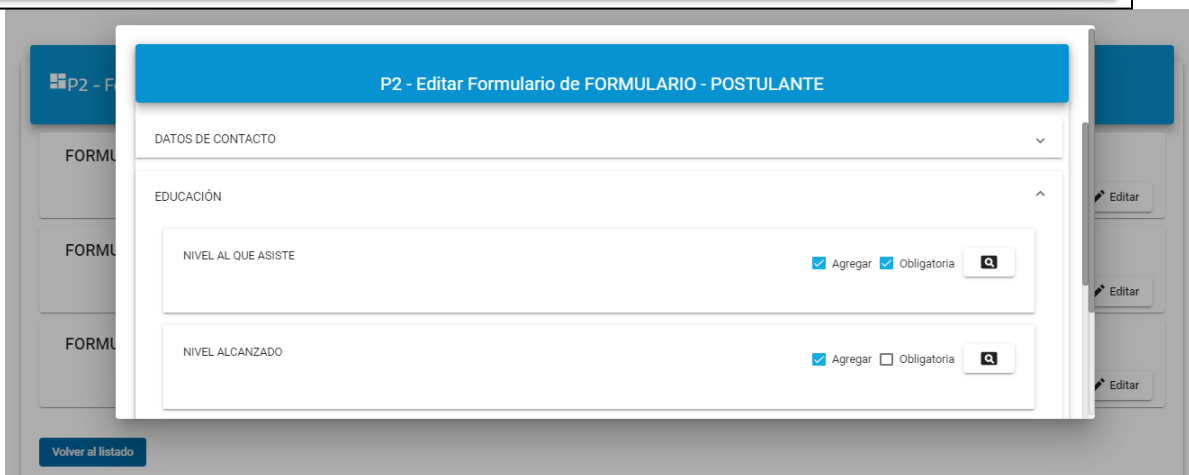 P2 - Editar Formulario de FORMULARIO - POSTULANTE
P2 - F
DATOS DE CONTACTO
FORMU
EDUCACIÓN
Editar
NIVEL AL QUE ASISTE
Agregar Obligatoria
FORMU
Editar
NIVEL ALCANZADO
Agregar Obligatoria
FORMU
Editar
Volver al listado